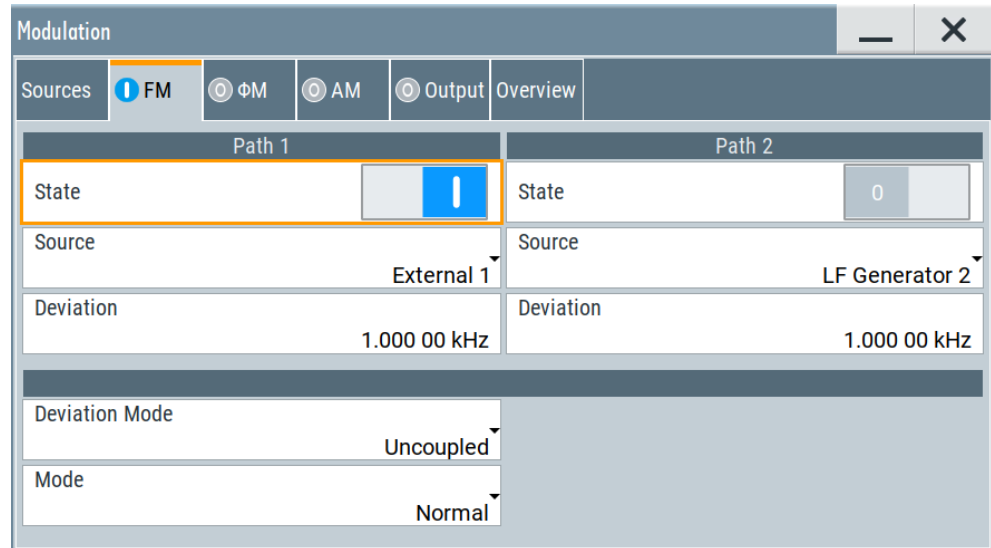 Modulation
Sources FM ΦM AM Output Overview
Path 1 Path 2
State State 0
Source Source
External 1 LF Generator 2
Deviation Deviation
1.000 00 kHz 1.000 00 kHz
Deviation Mode
Uncoupled
Mode
Normal